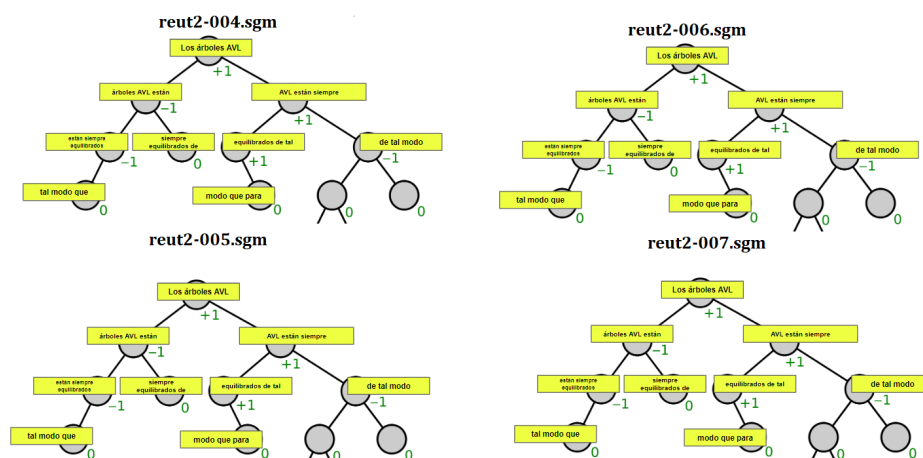 reut2-004.sgm
Los árboles AVL
+1
árboles AVL están
-1
AVL están siempre
+1
están siempre
equilibrados
-1
siempre
equilibrados de
0
equilibrados de tal
+1
de tal modo
-1
tal modo que
0
modo que para
0
0
0
reut2-006.sgm
Los árboles AVL
+1
árboles AVL están
-1
AVL están siempre
+1
están siempre
equilibrados
-1
siempre
equilibrados de
0
equilibrados de tal
+1
de tal modo
-1
tal modo que
0
modo que para
0
0
0
reut2-005.sgm
Los árboles AVL
+1
árboles AVL están
-1
AVL están siempre
+1
están siempre
equilibrados
-1
siempre
equilibrados de
0
equilibrados de tal
+1
de tal modo
-1
tal modo que
0
modo que para
0
0
0
reut2-007.sgm
Los árboles AVL
+1
árboles AVL están
-1
AVL están siempre
+1
están siempre
equilibrados
-1
siempre
equilibrados de
0
equilibrados de tal
+1
de tal modo
-1
tal modo que
0
modo que para
0
0
0